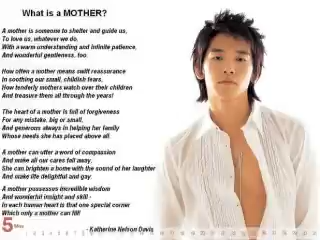 What is a MOTHER?
A mother is someone to shelter and guide us,
To love us, whatever we do,
With a warm understanding and infinite patience,
And wonderful gentleness, too.
How often a mother means swift reassurance
In soothing our small, childish fears,
How tenderly mothers watch over their children
And treasure them all through the years!
The heart of a mother is full of forgiveness
For any mistake, big or small,
And generous always in helping her family
Whose needs she has placed above all.
A mother can utter a word of compassion
And make all our cares fall away,
She can brighten a home with the sound of her laughter
And make life delightful and gay.
A mother possesses incredible wisdom
And wonderful insight and skill -
In each human heart is that one special corner
Which only a mother can fill!
- Katherine Nelson Davis
5 May